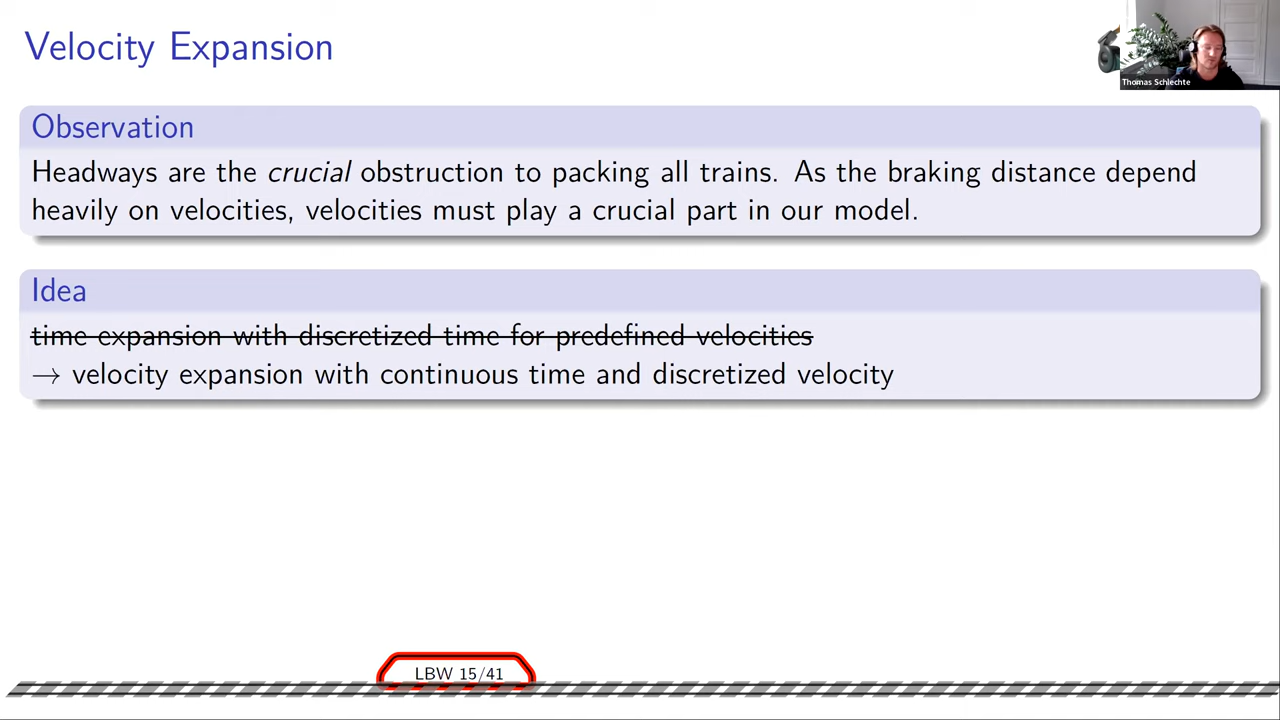 Velocity Expansion
Thomas Schlechte
Observation
Headways are the crucial obstruction to packing all trains. As the braking distance depend
heavily on velocities, velocities must play a crucial part in our model.
Idea
time expansion with discretized time for predefined velocities
→ velocity expansion with continuous time and discretized velocity
LBW 15/41